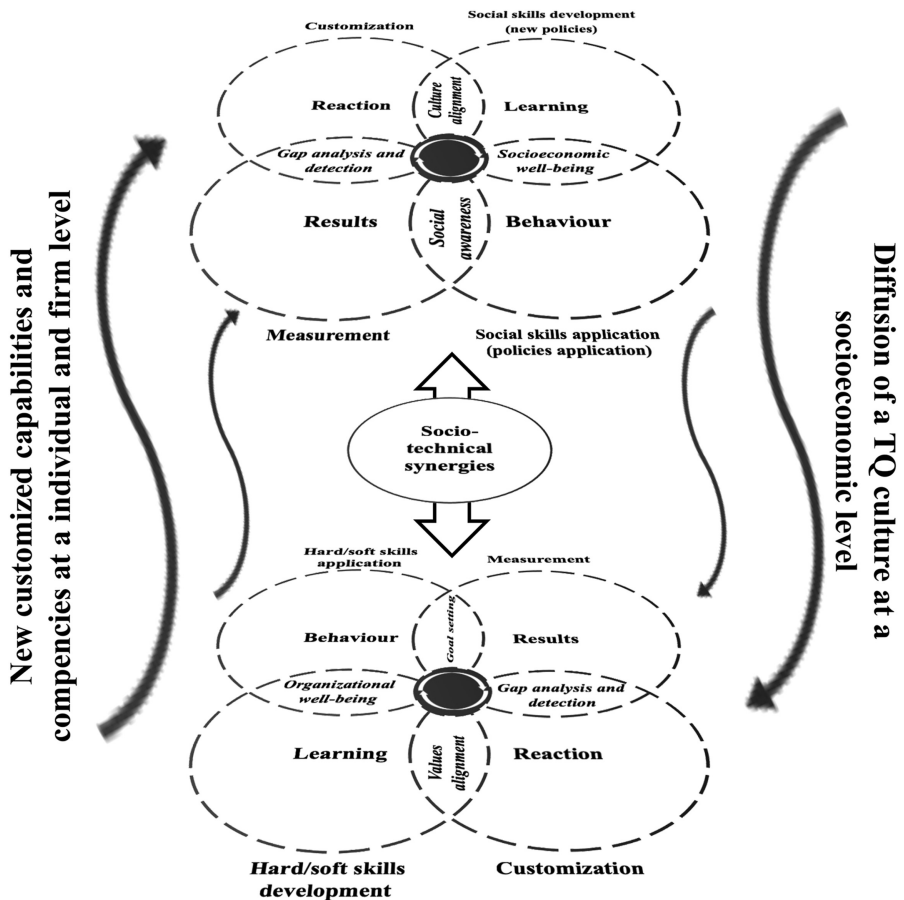 Customization
Social skills development
(new policies)
Reaction
Culture
alignment
Learning
Gap analysis and
detection
Socioeconomic
well-being
Results
Social
awareness
Behaviour
Measurement
Social skills application
(policies application)
New customized capabilities and
compencies at a individual and firm level
Diffusion of a TQ culture at a
socioeconomic level
Socio-
technical
synergies
Hard/soft skills
application
Measurement
Behaviour
Goal setting
Results
Organizational
well-being
Gap analysis and
detection
Learning
Values
alignment
Reaction
Hard/soft skills
development
Customization